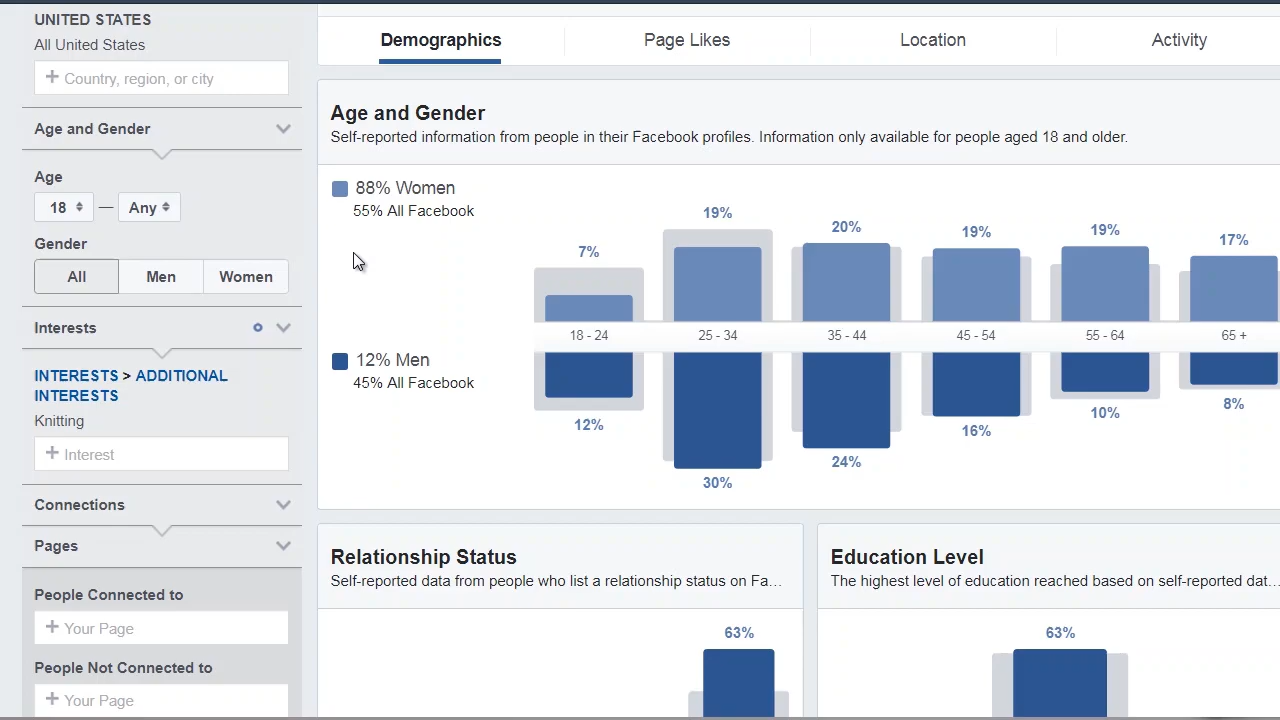 UNITED STATES
All United States
Country, region, or city
Age and Gender
Age
18 — Any
Gender
All Men Women
Interests
INTERESTS > ADDITIONAL
INTERESTS
Knitting
Interest
Connections
Pages
People Connected to
Your Page
People Not Connected to
Your Page
Demographics Page Likes Location Activity
Age and Gender
Self-reported information from people in their Facebook profiles. Information only available for people aged 18 and older.
88% Women
55% All Facebook
7% 19% 20% 19% 19% 17%
18 - 24 25 - 34 35 - 44 45 - 54 55 - 64 65 +
12% Men
45% All Facebook
12% 30% 24% 16% 10% 8%
Relationship Status
Self-reported data from people who list a relationship status on Fa...
63%
Education Level
The highest level of education reached based on self-reported dat...
63%